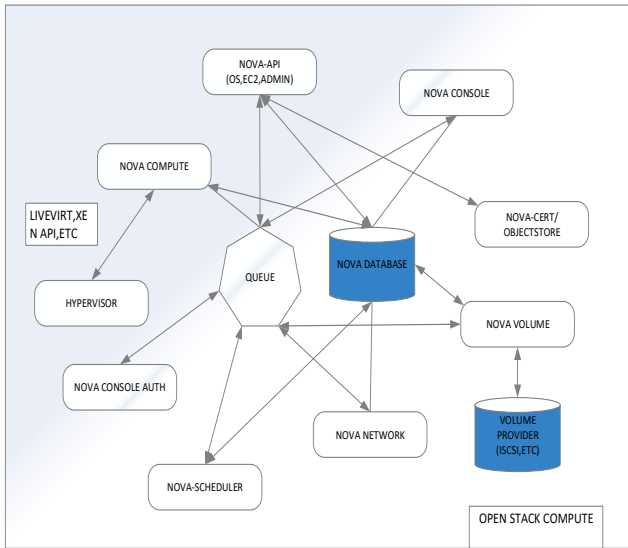 NOVA-API
(OS,EC2,ADMIN)
NOVA CONSOLE
NOVA COMPUTE
LIVEVIRT,XE
N API,ETC
NOVA-CERT/
OBJECTSTORE
QUEUE
NOVA DATABASE
HYPERVISOR
NOVA VOLUME
NOVA CONSOLE AUTH
VOLUME
PROVIDER
(ISCSI,ETC)
NOVA NETWORK
NOVA-SCHEDULER
OPEN STACK COMPUTE